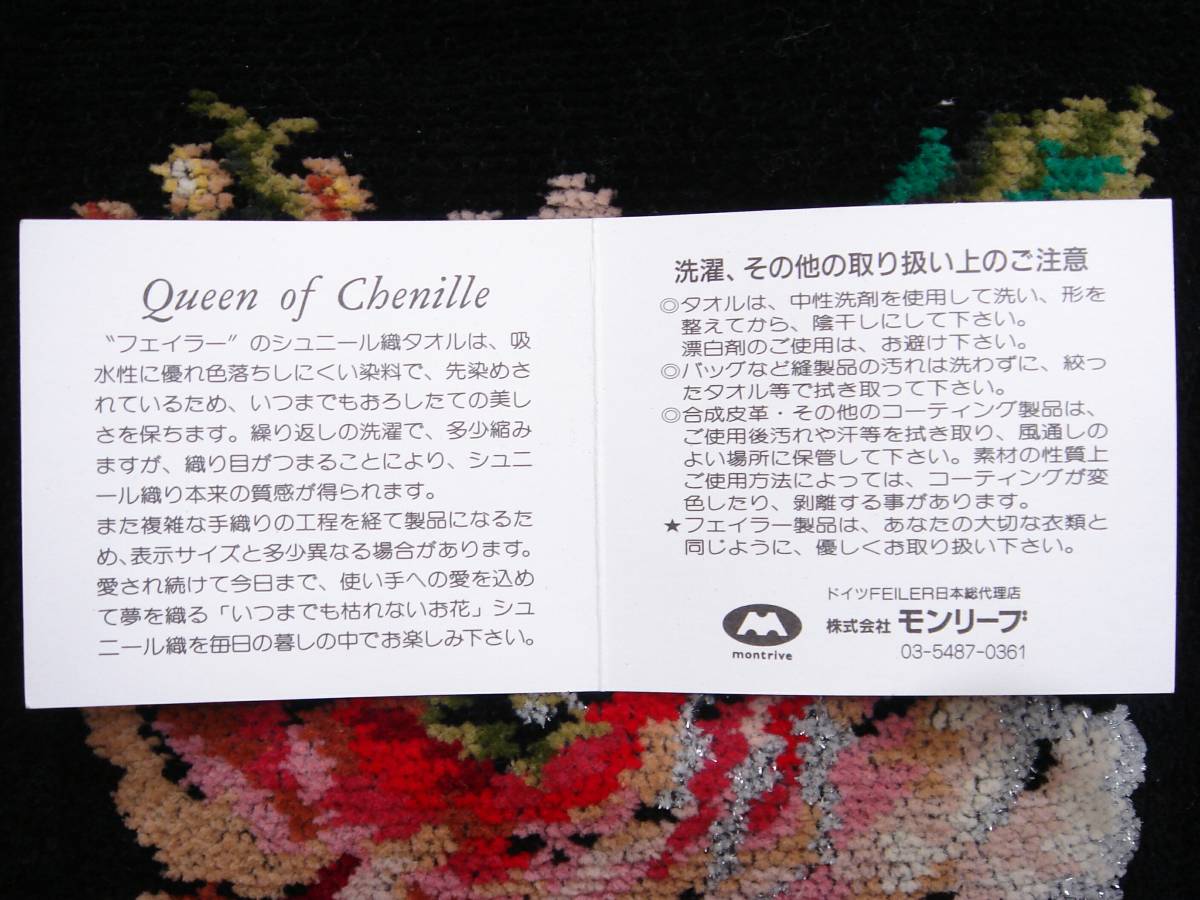 Queen of Chenille
〝フェイラー〟のシュニール織タオルは、吸
水性に優れ色落ちしにくい染料で、先染めさ
れているため、いつまでもおろしたての美し
さを保ちます。繰り返しの洗濯で、多少縮み
ますが、織り目がつまることにより、シュニ
ール織り本来の質感が得られます。
また複雑な手織りの工程を経て製品になるた
め、表示サイズと多少異なる場合があります。
愛され続けて今日まで、使い手への愛を込め
て夢を織る「いつまでも枯れないお花」シュ
ニール織を毎日の暮しの中でお楽しみ下さい。
洗濯、その他の取り扱い上のご注意
◎タオルは、中性洗剤を使用して洗い、形を
整えてから、陰干しにして下さい。
漂白剤のご使用は、お避け下さい。
◎バッグなど縫製品の汚れは洗わずに、絞っ
たタオル等で拭き取って下さい。
◎合成皮革・その他のコーティング製品は、
ご使用後汚れや汗等を拭き取り、風通しの
よい場所に保管して下さい。素材の性質上
ご使用方法によっては、コーティングが変
色したり、剥離する事があります。
★フェイラー製品は、あなたの大切な衣類と
同じように、優しくお取り扱い下さい。
ドイツFEILER日本総代理店
株式会社 モンリーブ
montrive
03-5487-0361